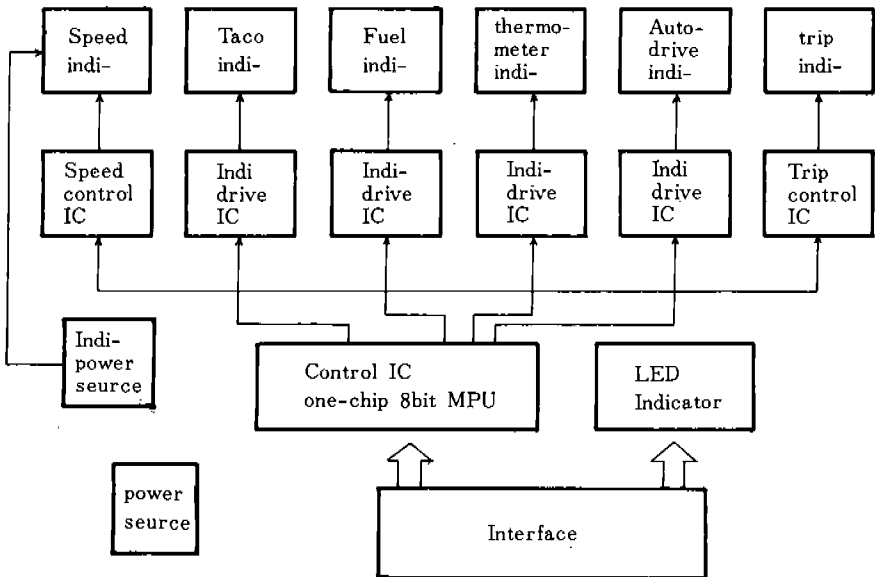 Speed
indi-
Taco
indi-
Fuel
indi-
thermo-
meter
indi-
Auto-
drive
indi-
trip
indi-
Speed
control
IC
Indi
drive
IC
Indi-
drive
IC
Indi-
drive
IC
Indi
drive
IC
Trip
control
IC
Indi-
power
seurce
Control IC
one-chip 8bit MPU
LED
Indicator
power
seurce
Interface